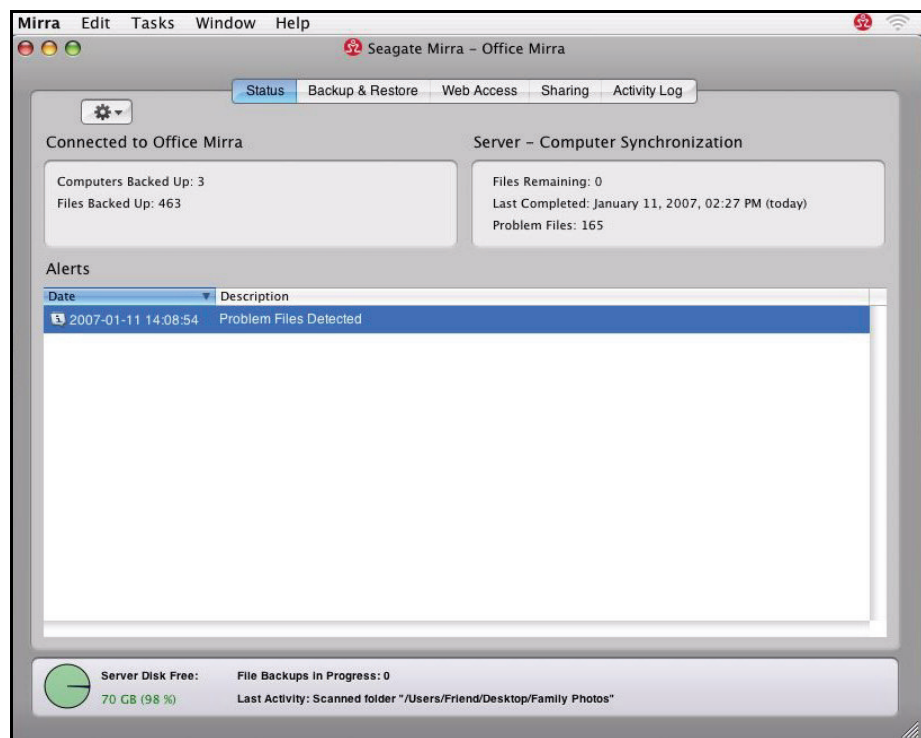 Mirra Edit Tasks Window Help
Seagate Mirra – Office Mirra
Status Backup & Restore Web Access Sharing Activity Log
Connected to Office Mirra
Computers Backed Up: 3
Files Backed Up: 463
Server – Computer Synchronization
Files Remaining: 0
Last Completed: January 11, 2007, 02:27 PM (today)
Problem Files: 165
Alerts
Date Description
2007-01-11 14:08:54 Problem Files Detected
Server Disk Free:
70 GB (98 %)
File Backups in Progress: 0
Last Activity: Scanned folder "/Users/Friend/Desktop/Family Photos"